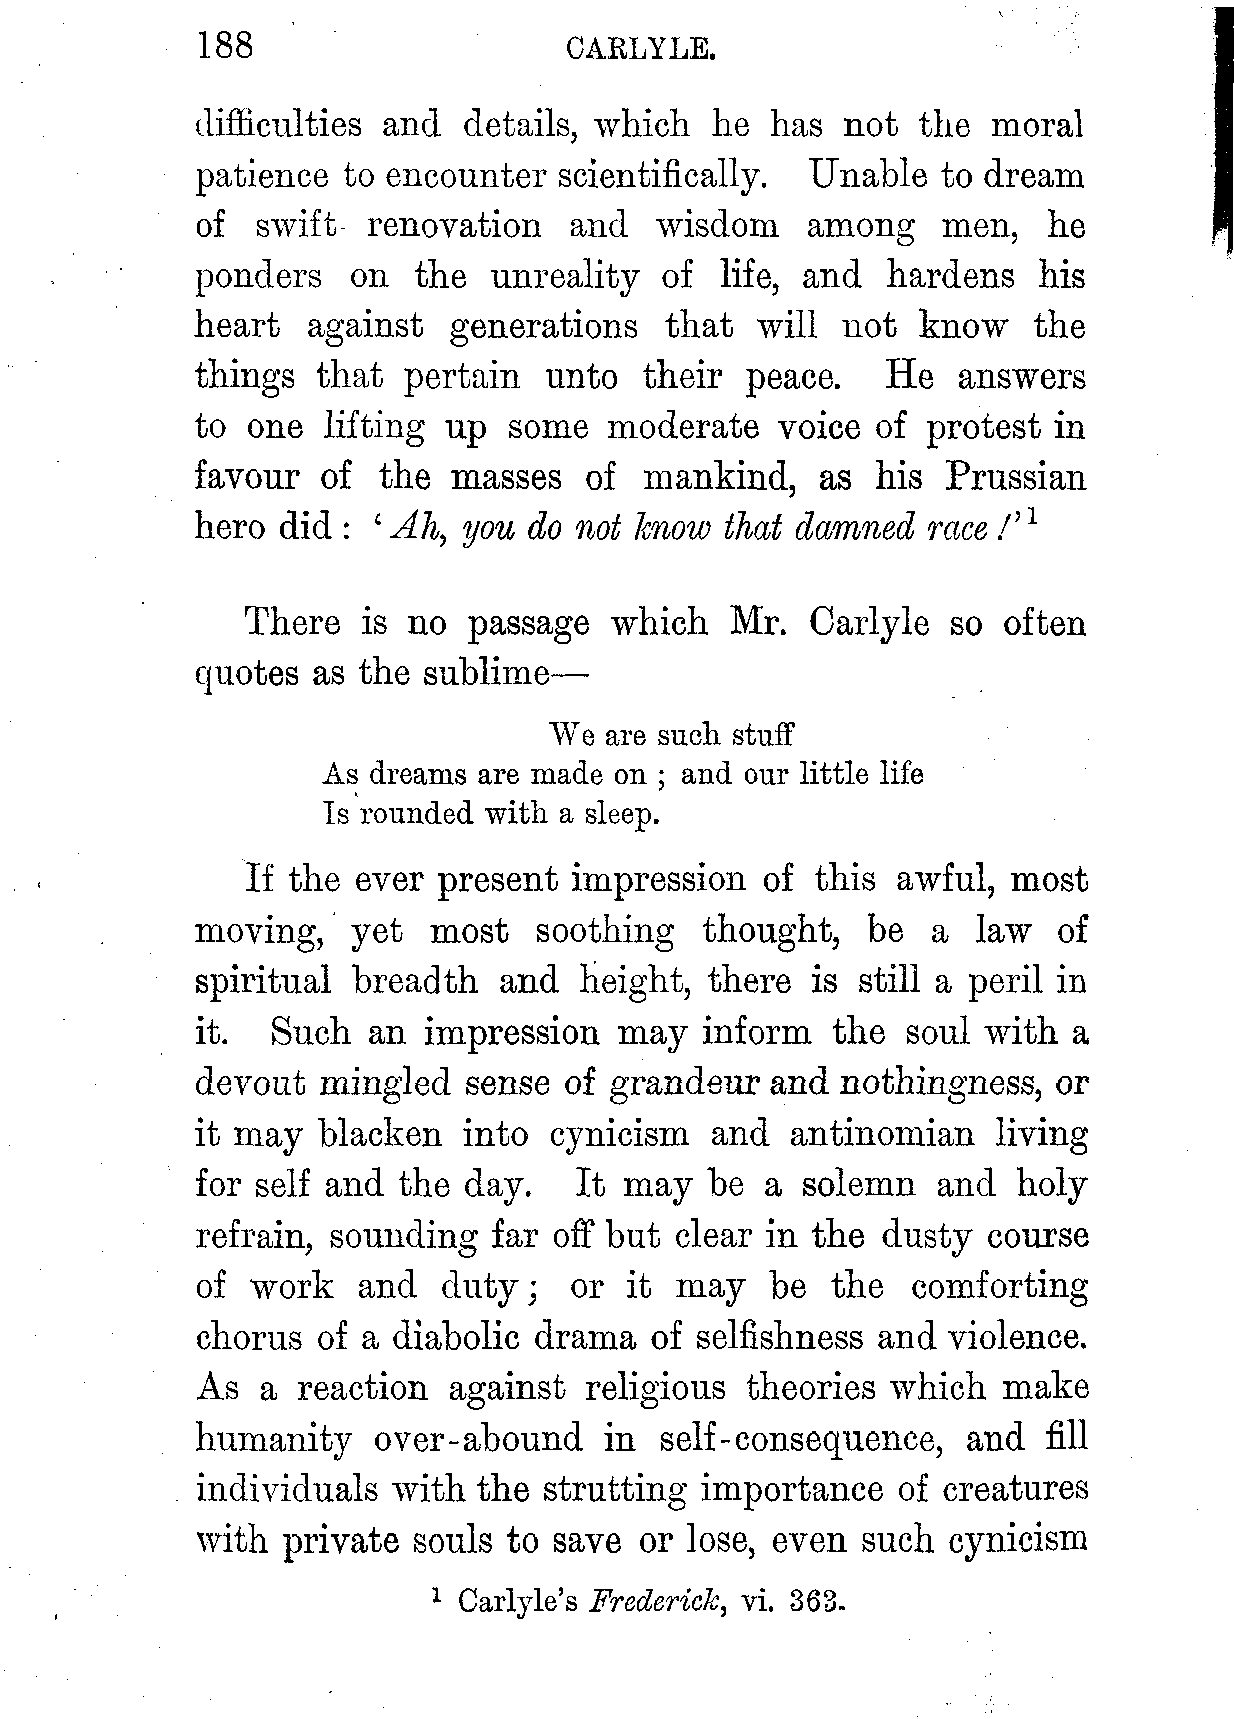 188 CARLYLE.
difficulties and details, which he has not the moral
patience to encounter scientifically. Unable to dream
of swift renovation and wisdom among men, he
ponders on the unreality of life, and hardens his
heart against generations that will not know the
things that pertain unto their peace. He answers
to one lifting up some moderate voice of protest in
favour of the masses of mankind, as his Prussian
hero did : ‘ Ah, you do not know that damned race !’ 1
There is no passage which Mr. Carlyle so often
quotes as the sublime—
We are such stuff
As dreams are made on ; and our little life
Is rounded with a sleep.
If the ever present impression of this awful, most
moving, yet most soothing thought, be a law of
spiritual breadth and height, there is still a peril in
it. Such an impression may inform the soul with a
devout mingled sense of grandeur and nothingness, or
it may blacken into cynicism and antinomian living
for self and the day. It may be a solemn and holy
refrain, sounding far off but clear in the dusty course
of work and duty ; or it may be the comforting
chorus of a diabolic drama of selfishness and violence.
As a reaction against religious theories which make
humanity over-abound in self-consequence, and fill
individuals with the strutting importance of creatures
with private souls to save or lose, even such cynicism
1 Carlyle’s Frederick, vi. 363.